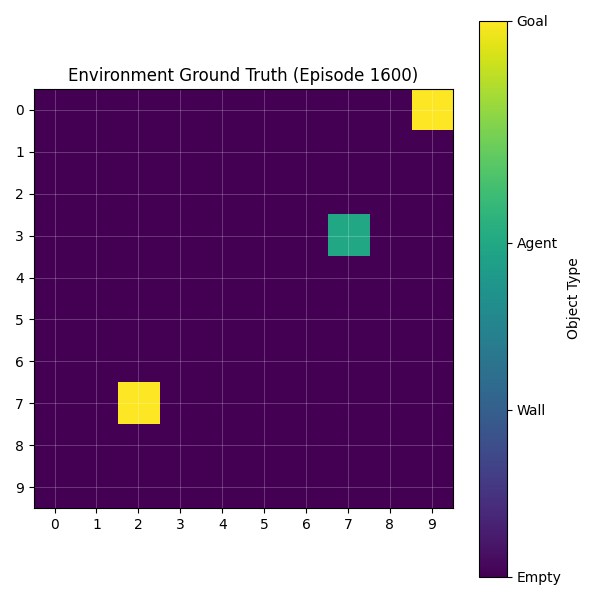 Environment Ground Truth (Episode 1600)
Goal
Agent
Wall
Empty
Object Type
0
1
2
3
4
5
6
7
8
9
0 1 2 3 4 5 6 7 8 9